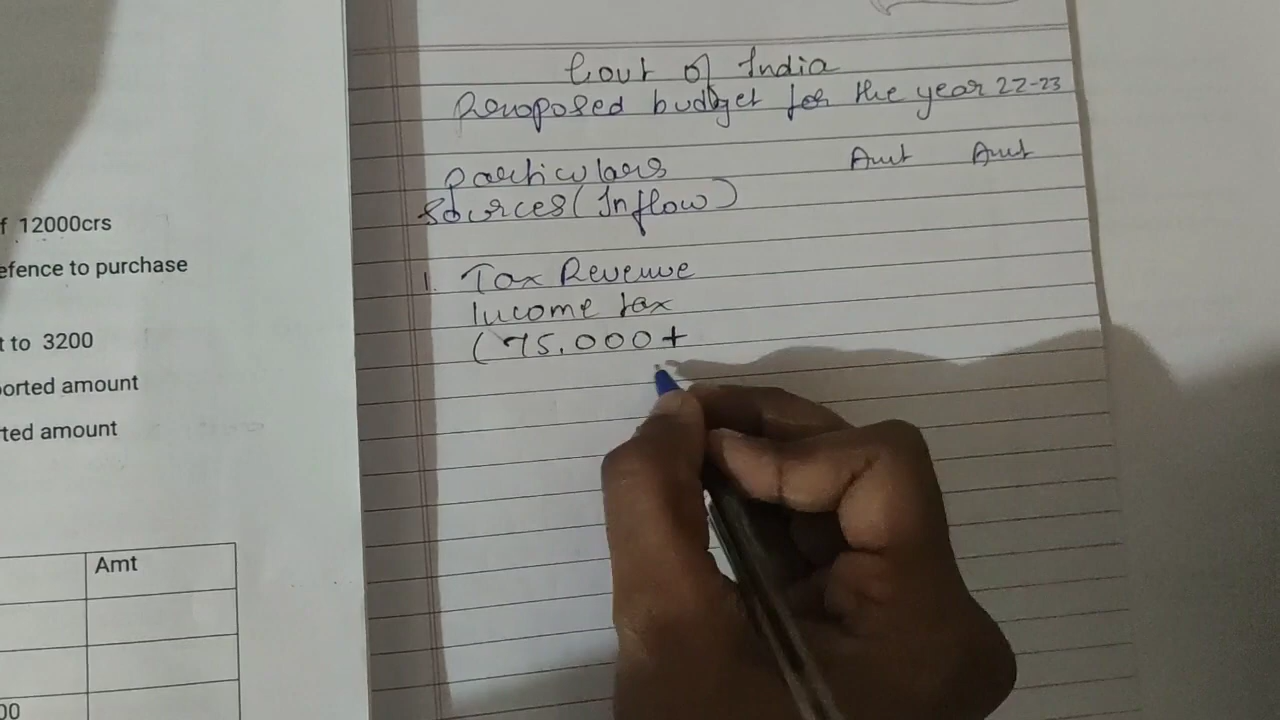 f 12000crs
efence to purchase
t to 3200
orted amount
rted amount
Amt
00
Govt of India
Proposed budget for the year 22-23
particulars Amt Amt
Sources (Inflow)
1. Tax Revenue
Income tax
(75,000+